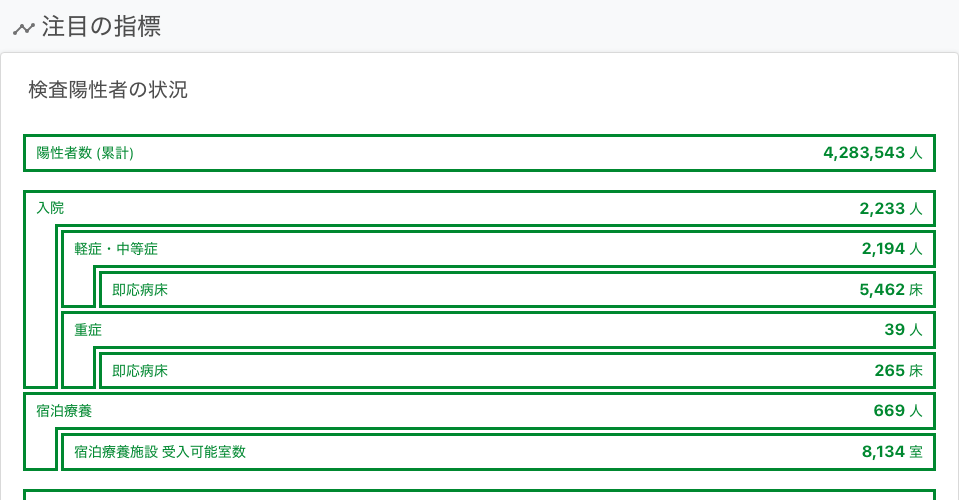 注目の指標
検査陽性者の状況
陽性者数 (累計) 4,283,543 人
入院 2,233 人
軽症・中等症 2,194 人
即応病床 5,462 床
重症 39 人
即応病床 265 床
宿泊療養 669 人
宿泊療養施設 受入可能室数 8,134 室